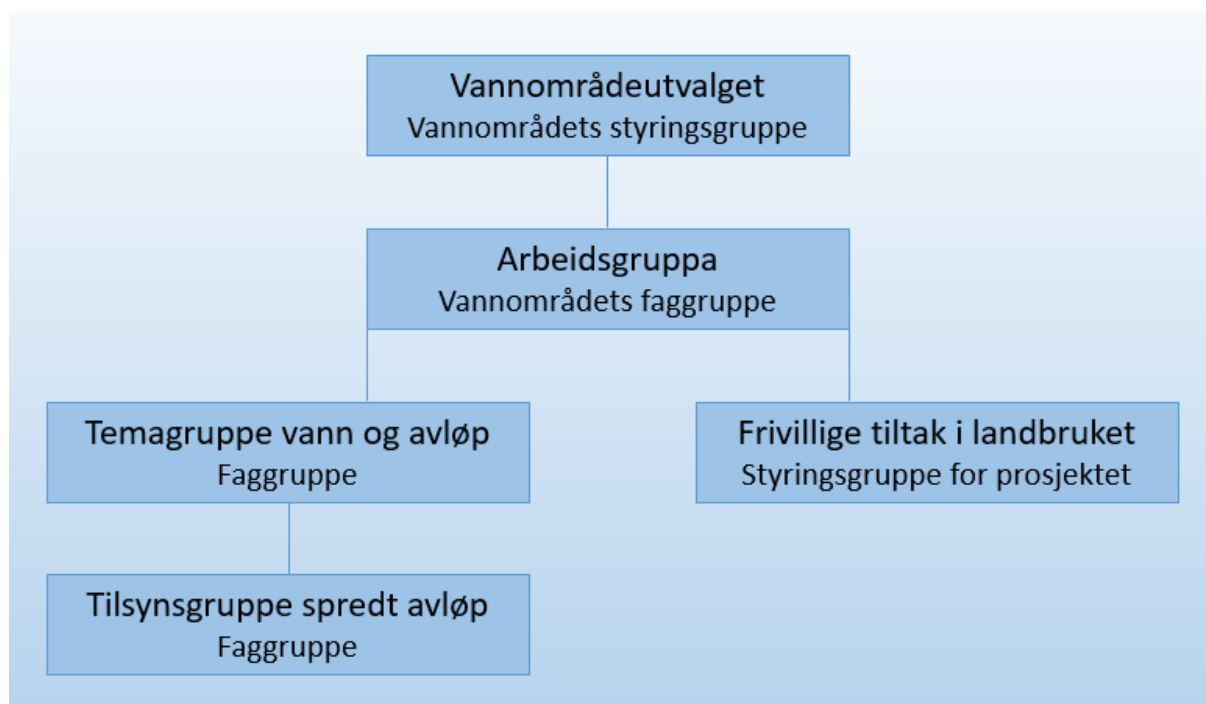 Vannområdeutvalget
Vannområdets styringsgruppe
Arbeidsgruppa
Vannområdets faggruppe
Temagruppe vann og avløp
Faggruppe
Frivillige tiltak i landbruket
Styringsgruppe for prosjektet
Tilsynsgruppe spredt avløp
Faggruppe